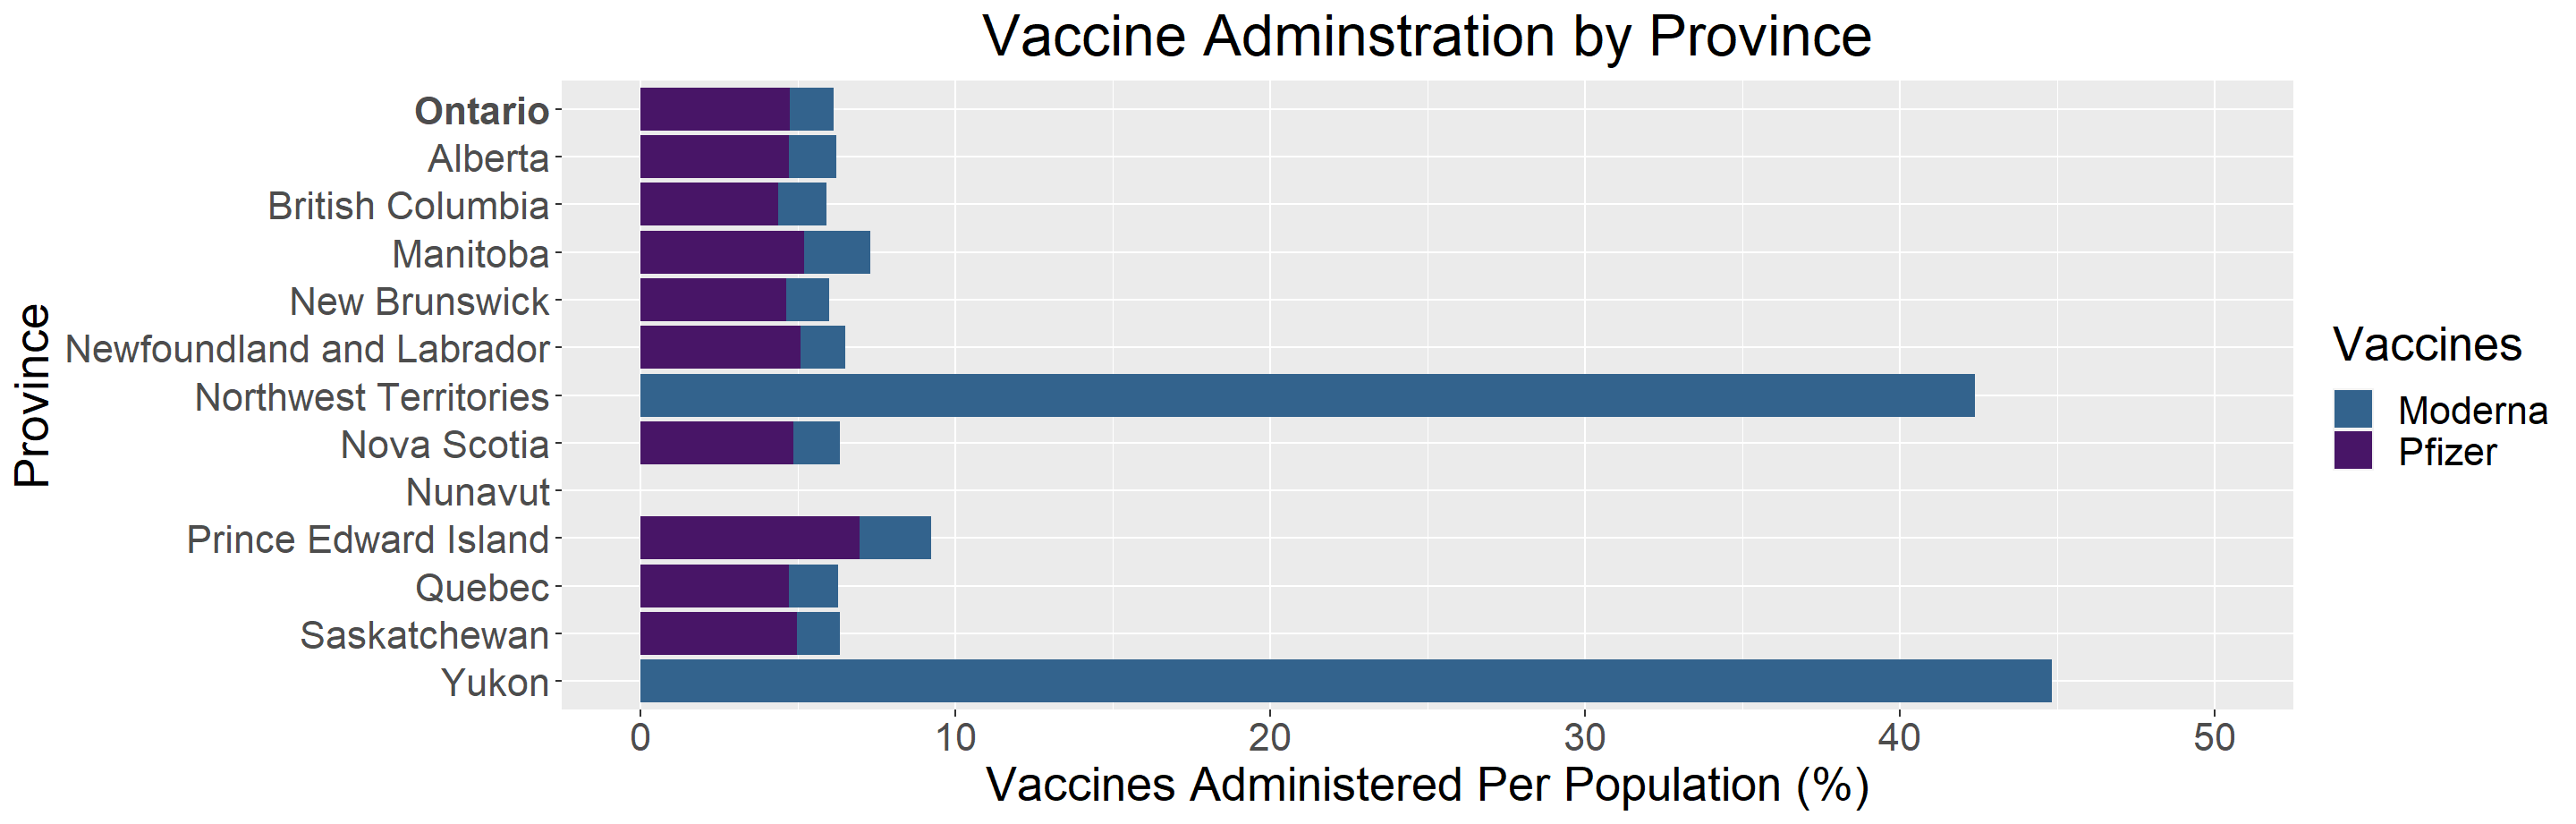 Vaccine Adminstration by Province
Province
Ontario
Alberta
British Columbia
Manitoba
New Brunswick
Newfoundland and Labrador
Northwest Territories
Nova Scotia
Nunavut
Prince Edward Island
Quebec
Saskatchewan
Yukon
0 10 20 30 40 50
Vaccines Administered Per Population (%)
Vaccines
Moderna
Pfizer